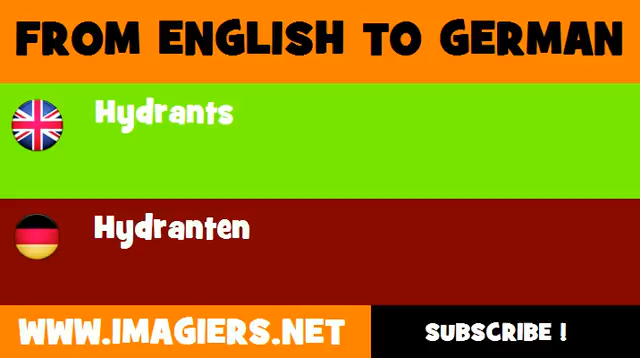 FROM ENGLISH TO GERMAN
Hydrants
Hydranten
WWW.IMAGIERS.NET
SUBSCRIBE !